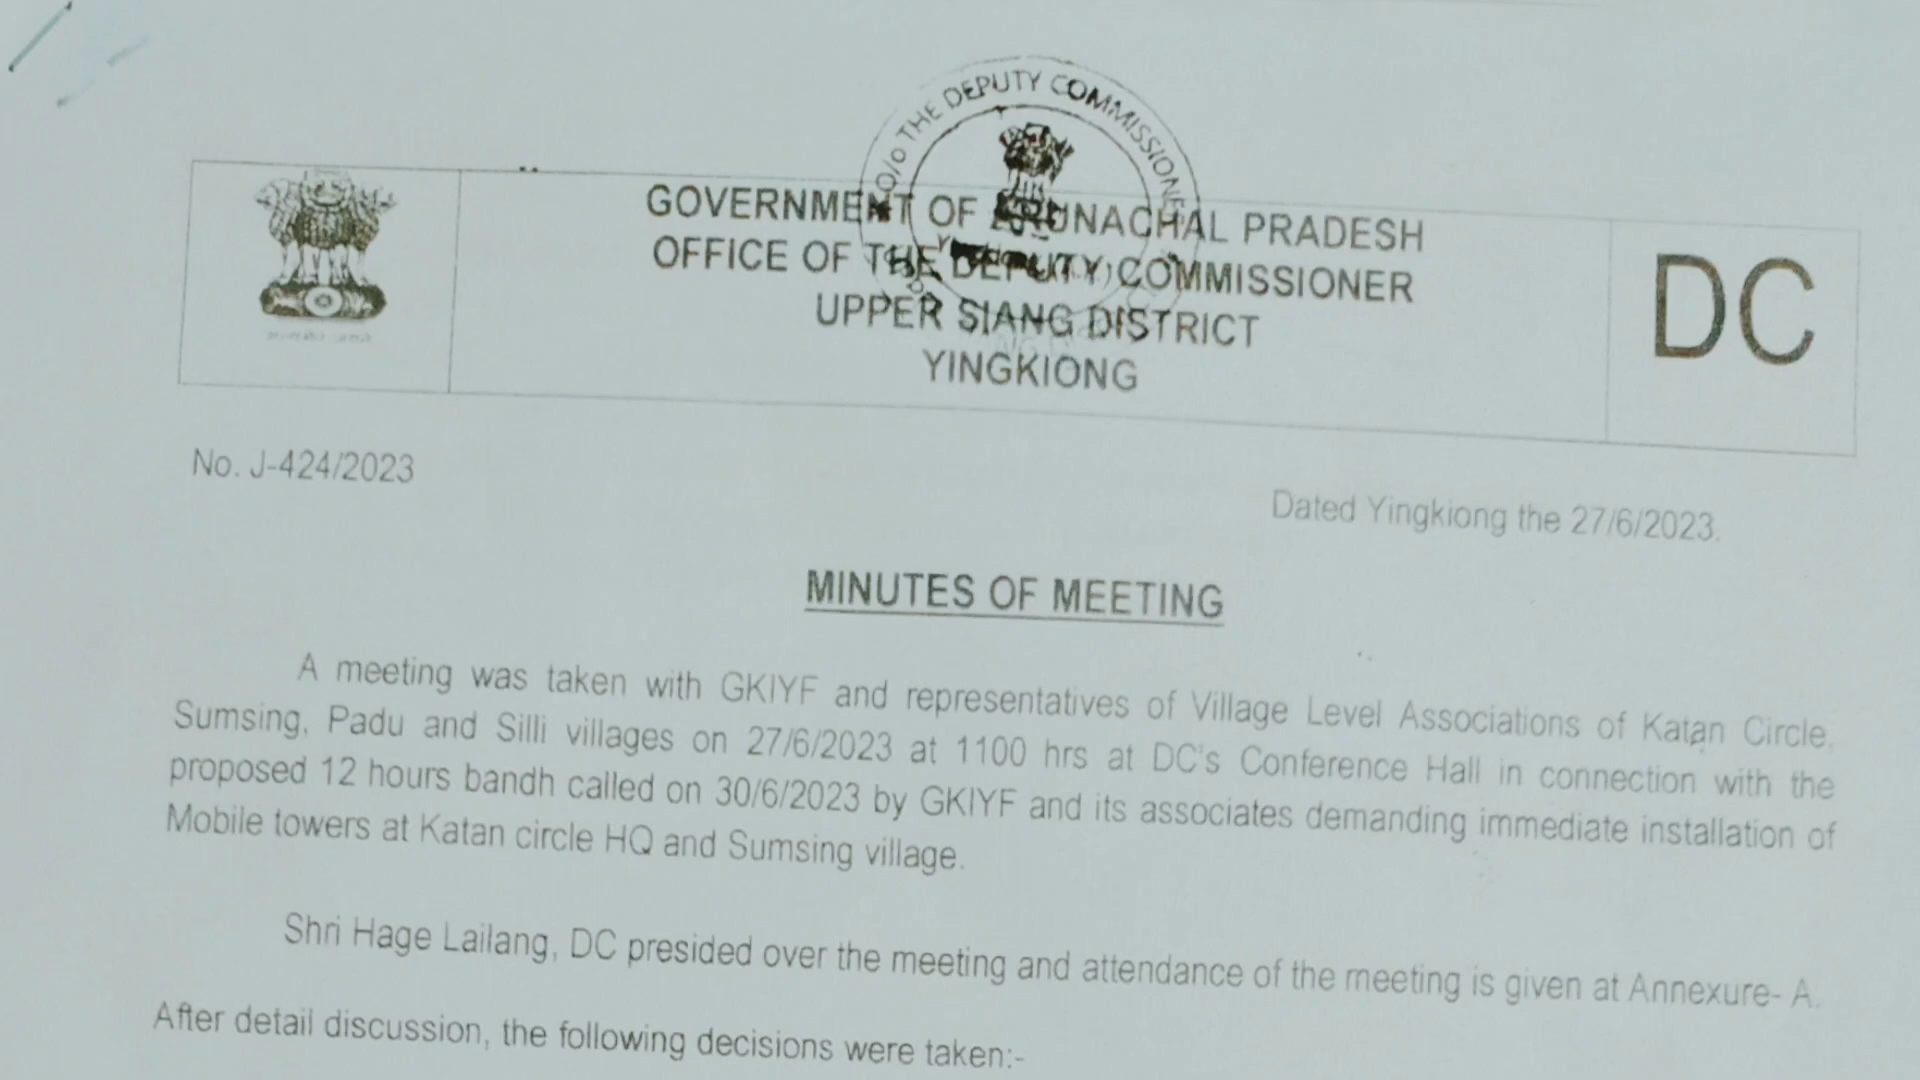 O/o THE DEPUTY COMMISSIONE
GOVERNMENT OF ARUNACHAL PRADESH
OFFICE OF THE DEPUTY COMMISSIONER
UPPER SIANG DISTRICT
YINGKIONG
DC
No. J-424/2023
Dated Yingkiong the 27/6/2023.
MINUTES OF MEETING
A meeting was taken with GKIYF and representatives of Village Level Associations of Katan Circle,
Sumsing, Padu and Silli villages on 27/6/2023 at 1100 hrs at DC's Conference Hall in connection with the
proposed 12 hours bandh called on 30/6/2023 by GKIYF and its associates demanding immediate installation of
Mobile towers at Katan circle HQ and Sumsing village.
Shri Hage Lailang, DC presided over the meeting and attendance of the meeting is given at Annexure- A.
After detail discussion, the following decisions were taken:-